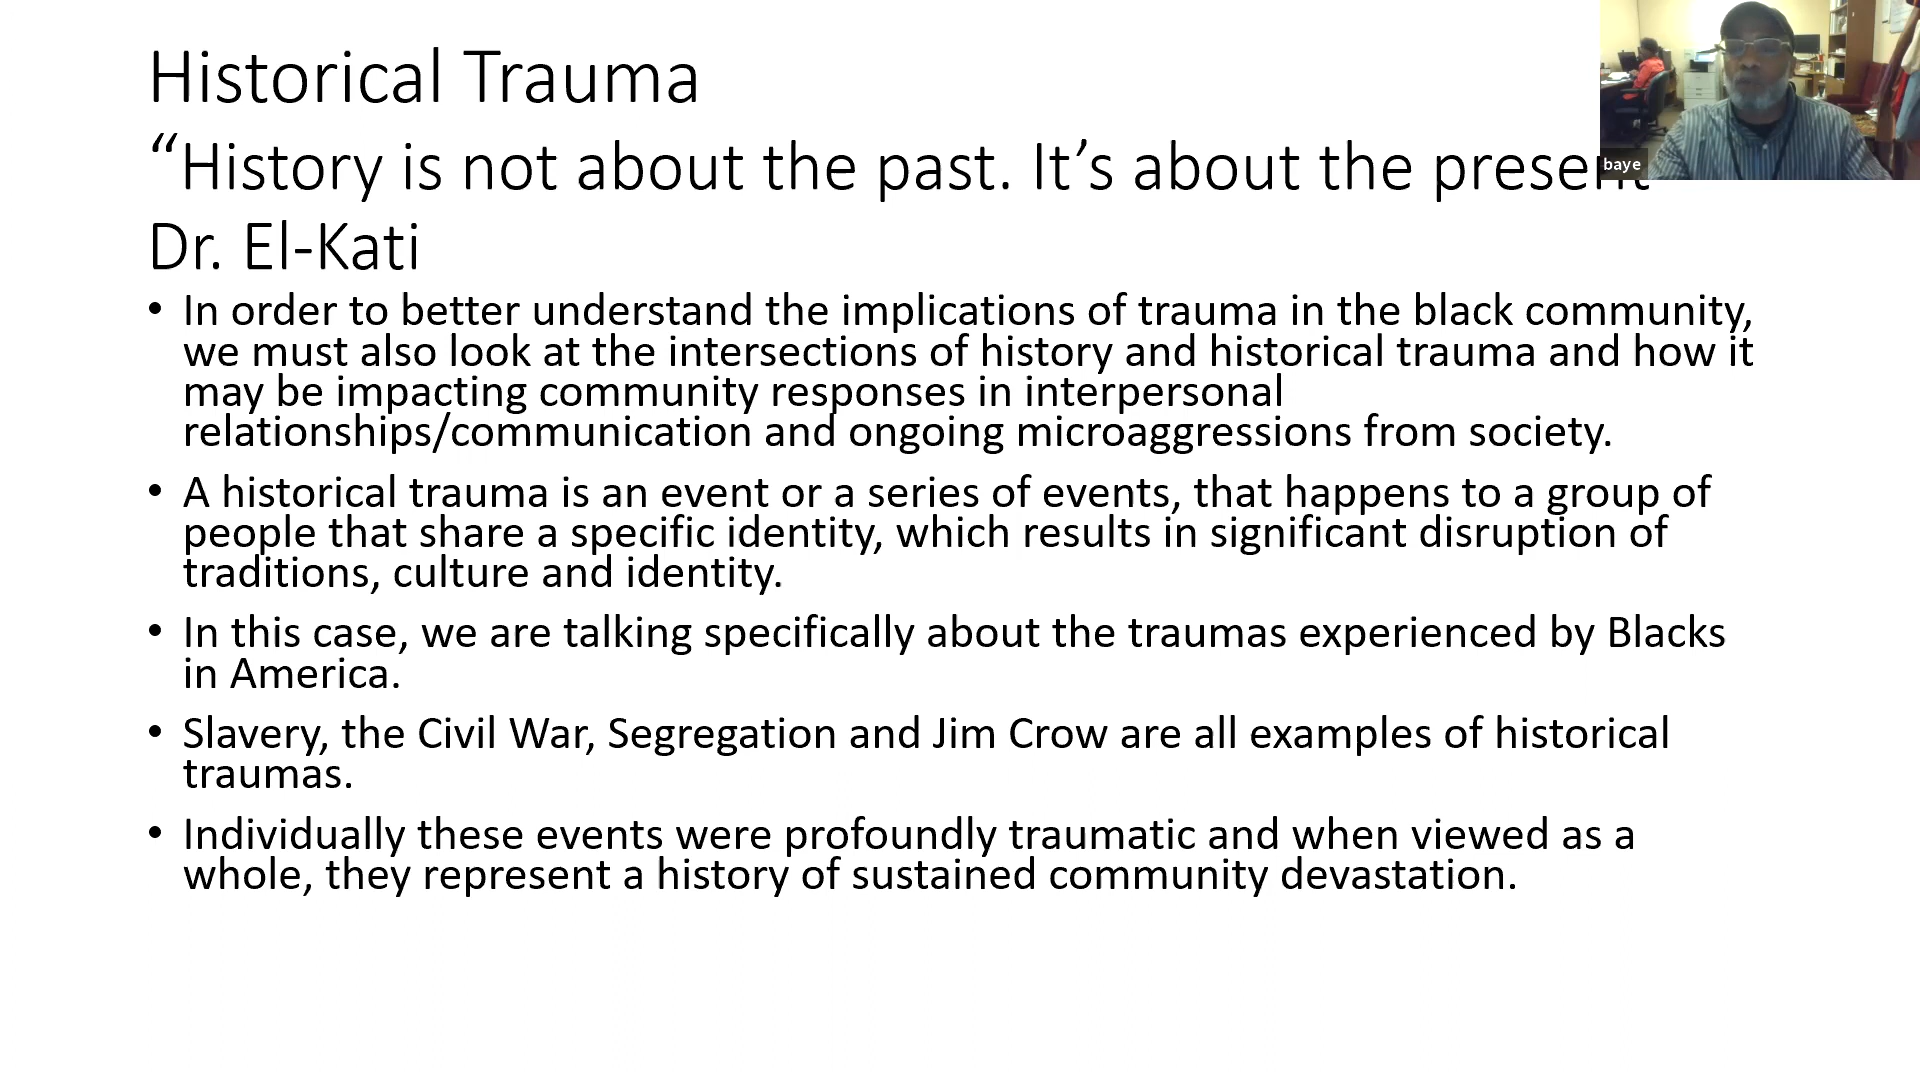 Historical Trauma
“History is not about the past. It’s about the present
Dr. El-Kati
• In order to better understand the implications of trauma in the black community,
we must also look at the intersections of history and historical trauma and how it
may be impacting community responses in interpersonal
relationships/communication and ongoing microaggressions from society.
• A historical trauma is an event or a series of events, that happens to a group of
people that share a specific identity, which results in significant disruption of
traditions, culture and identity.
• In this case, we are talking specifically about the traumas experienced by Blacks
in America.
• Slavery, the Civil War, Segregation and Jim Crow are all examples of historical
traumas.
• Individually these events were profoundly traumatic and when viewed as a
whole, they represent a history of sustained community devastation.
baye